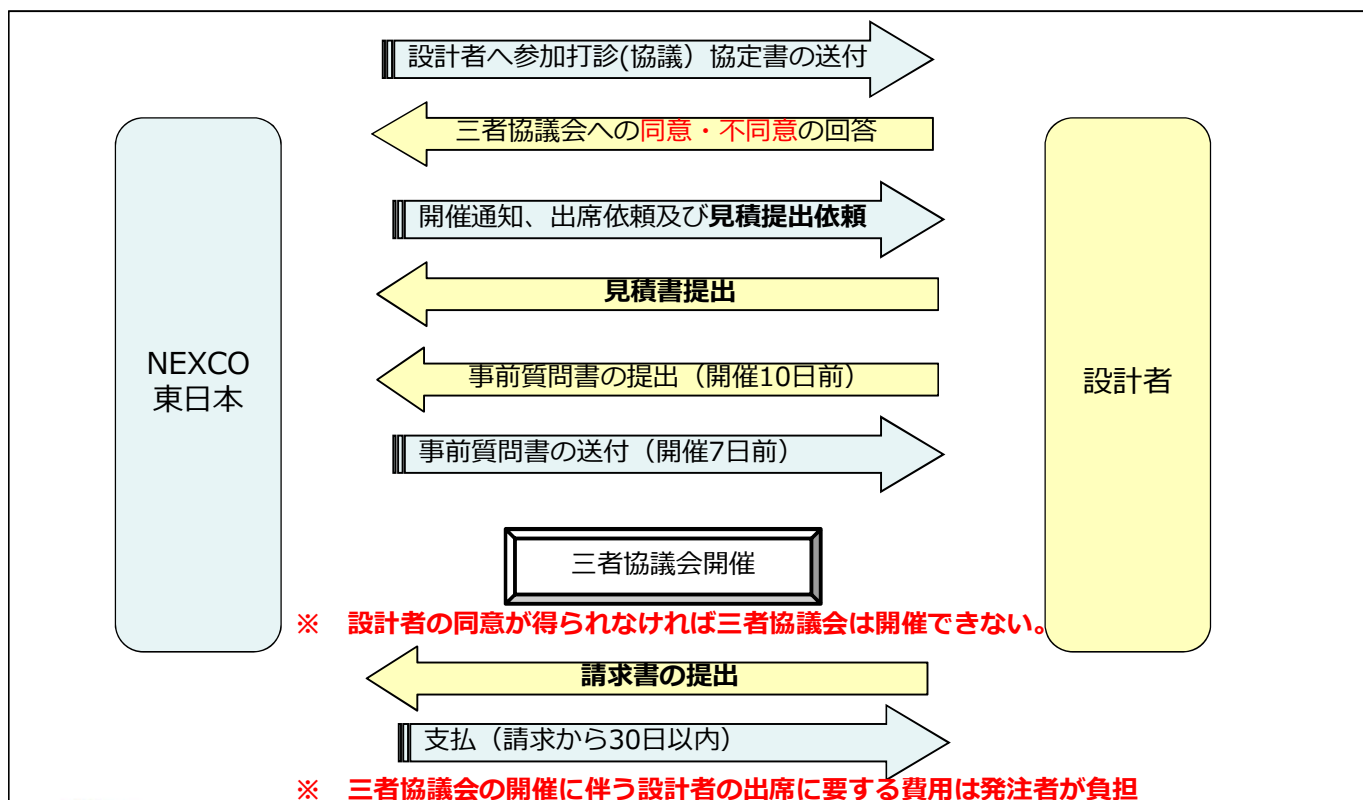 設計者へ参加打診(協議）協定書の送付
三者協議会への同意・不同意の回答
開催通知、出席依頼及び見積提出依頼
見積書提出
NEXCO
東日本
事前質問書の提出（開催10日前）
設計者
事前質問書の送付（開催7日前）
三者協議会開催
※　設計者の同意が得られなければ三者協議会は開催できない。
請求書の提出
支払（請求から30日以内）
※　三者協議会の開催に伴う設計者の出席に要する費用は発注者が負担